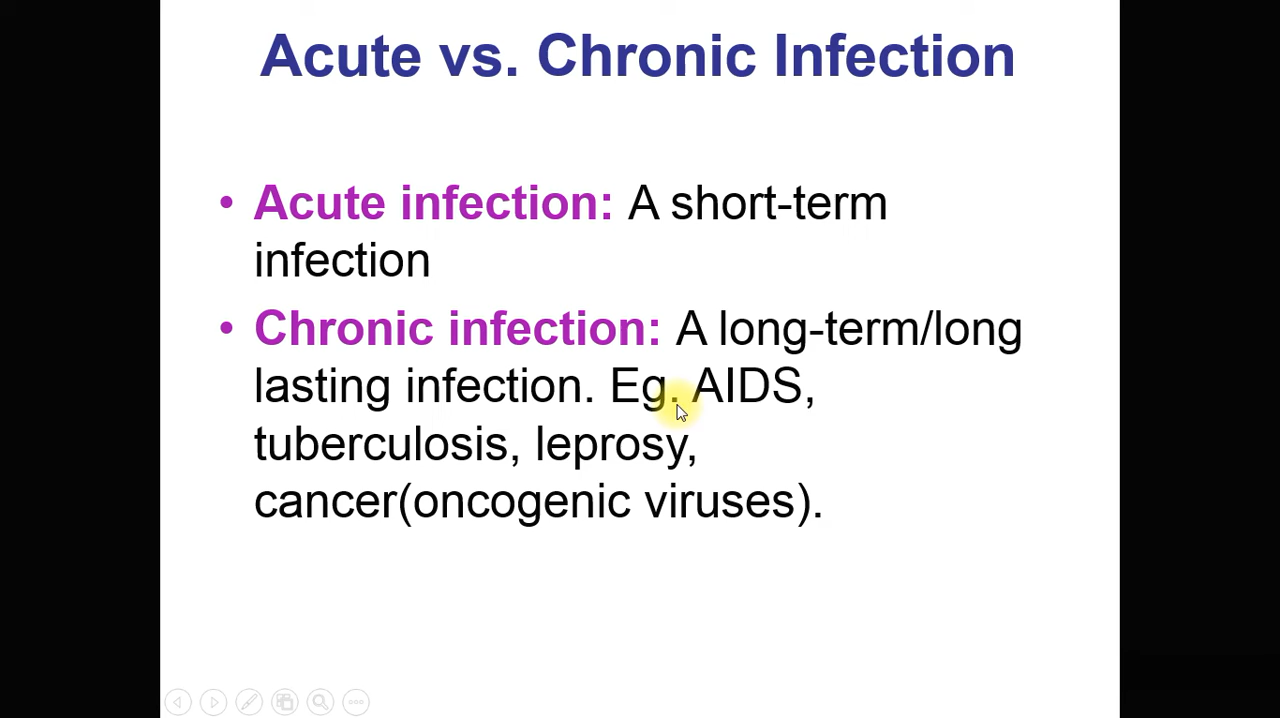 Acute vs. Chronic Infection
• Acute infection: A short-term
infection
• Chronic infection: A long-term/long
lasting infection. Eg. AIDS,
tuberculosis, leprosy,
cancer(oncogenic viruses).